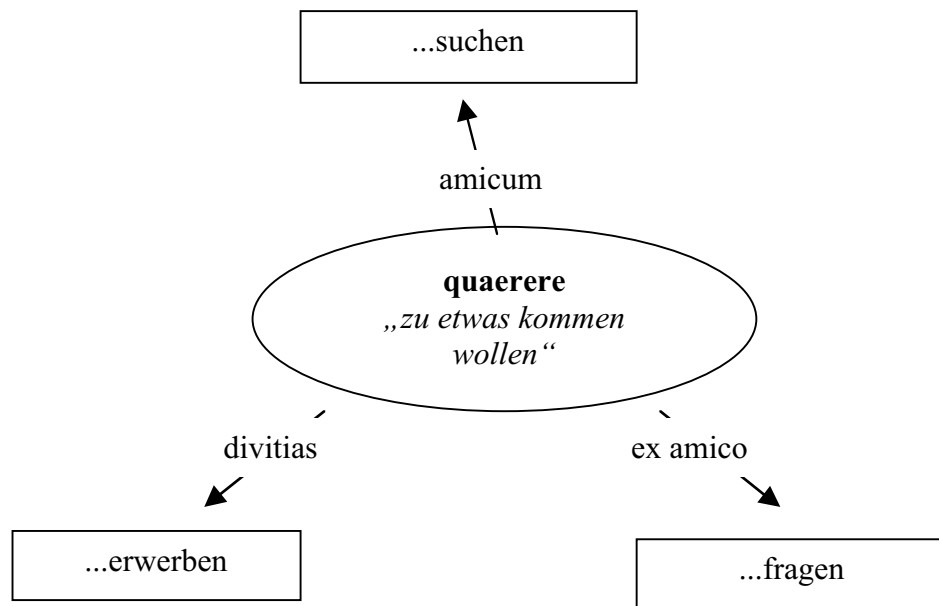 ...suchen
amicum
quaerere
„zu etwas kommen
wollen“
divitias
ex amico
...erwerben
...fragen